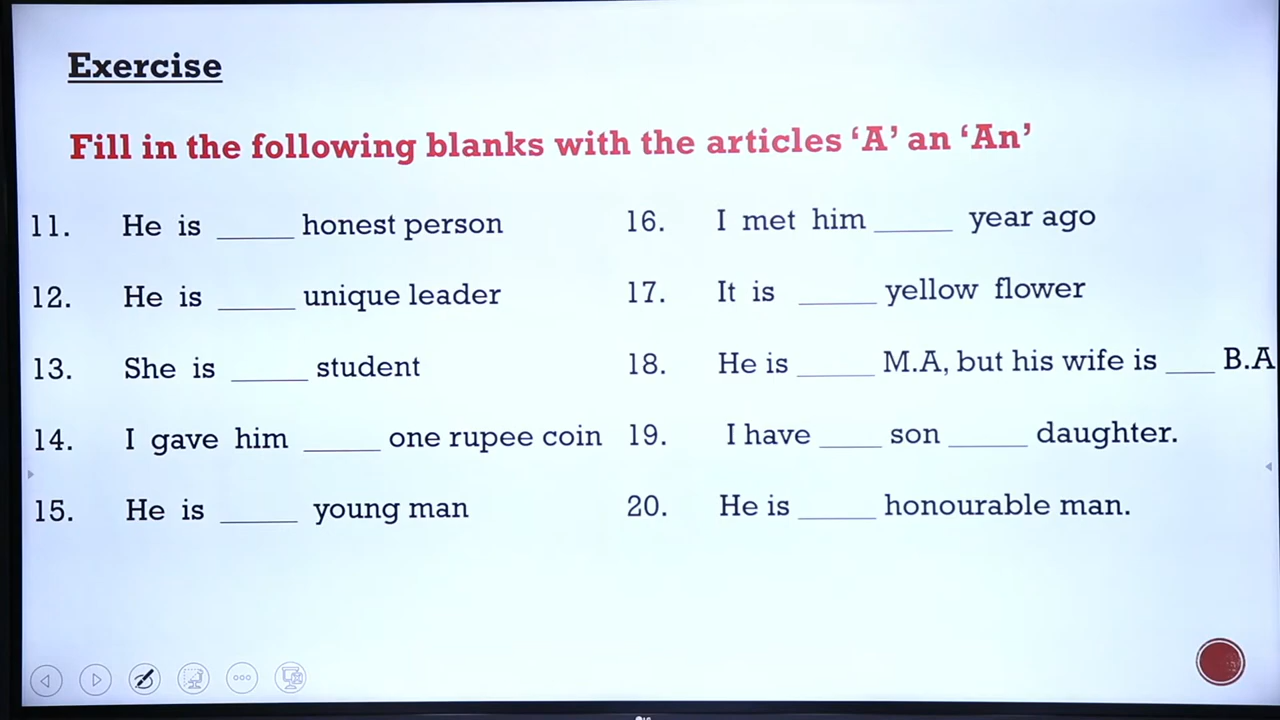 Exercise
Fill in the following blanks with the articles ‘A’ an ‘An’
11. He is _____ honest person
12. He is _____ unique leader
13. She is _____ student
14. I gave him _____ one rupee coin
15. He is _____ young man
16. I met him _____ year ago
17. It is _____ yellow flower
18. He is _____ M.A, but his wife is ___ B.A
19. I have ____ son _____ daughter.
20. He is _____ honourable man.